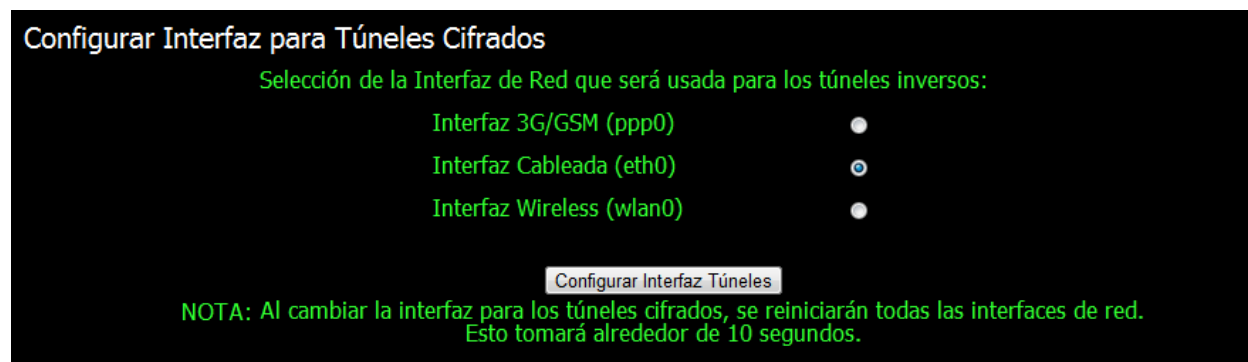 Configurar Interfaz para Túneles Cifrados
Selección de la Interfaz de Red que será usada para los túneles inversos:
Interfaz 3G/GSM (ppp0)
Interfaz Cableada (eth0)
Interfaz Wireless (wlan0)
Configurar Interfaz Túneles
NOTA: Al cambiar la interfaz para los túneles cifrados, se reiniciarán todas las interfaces de red.
Esto tomará alrededor de 10 segundos.